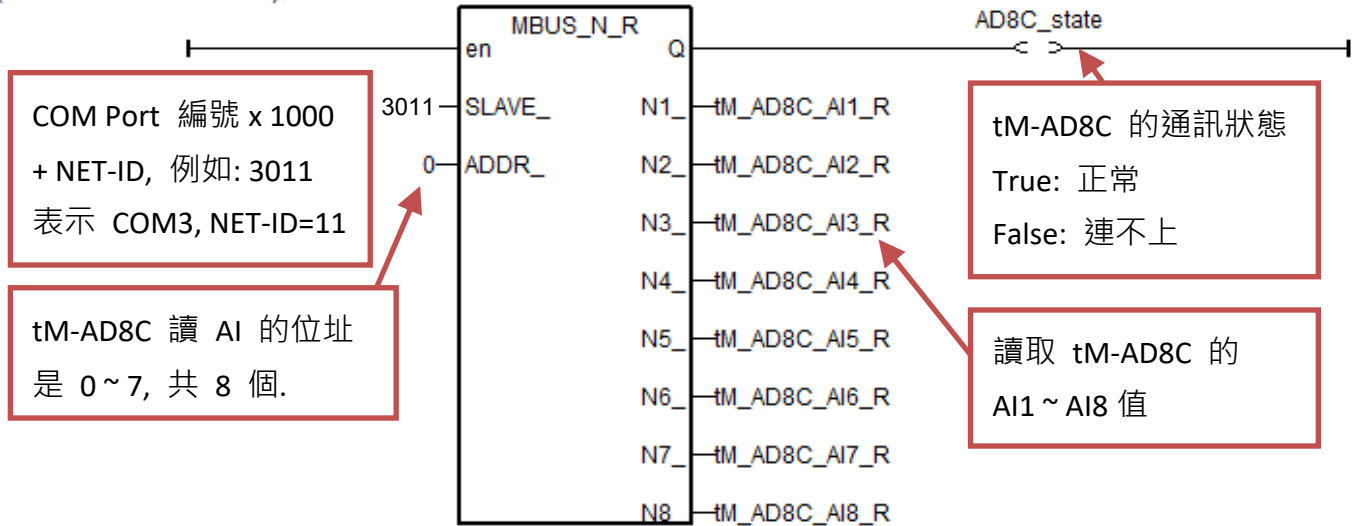 MBUS_N_R
en
Q
AD8C_state
COM Port 編號 x 1000
+ NET-ID, 例如: 3011
表示 COM3, NET-ID=11
3011
SLAVE_
N1_
tM_AD8C_AI1_R
0
ADDR_
N2_
tM_AD8C_AI2_R
N3_
tM_AD8C_AI3_R
N4_
tM_AD8C_AI4_R
N5_
tM_AD8C_AI5_R
N6_
tM_AD8C_AI6_R
N7_
tM_AD8C_AI7_R
N8
tM_AD8C_AI8_R
tM-AD8C 的通訊狀態
True: 正常
False: 連不上
tM-AD8C 讀 AI 的位址
是 0 ~ 7, 共 8 個.
讀取 tM-AD8C 的
AI1 ~ AI8 值